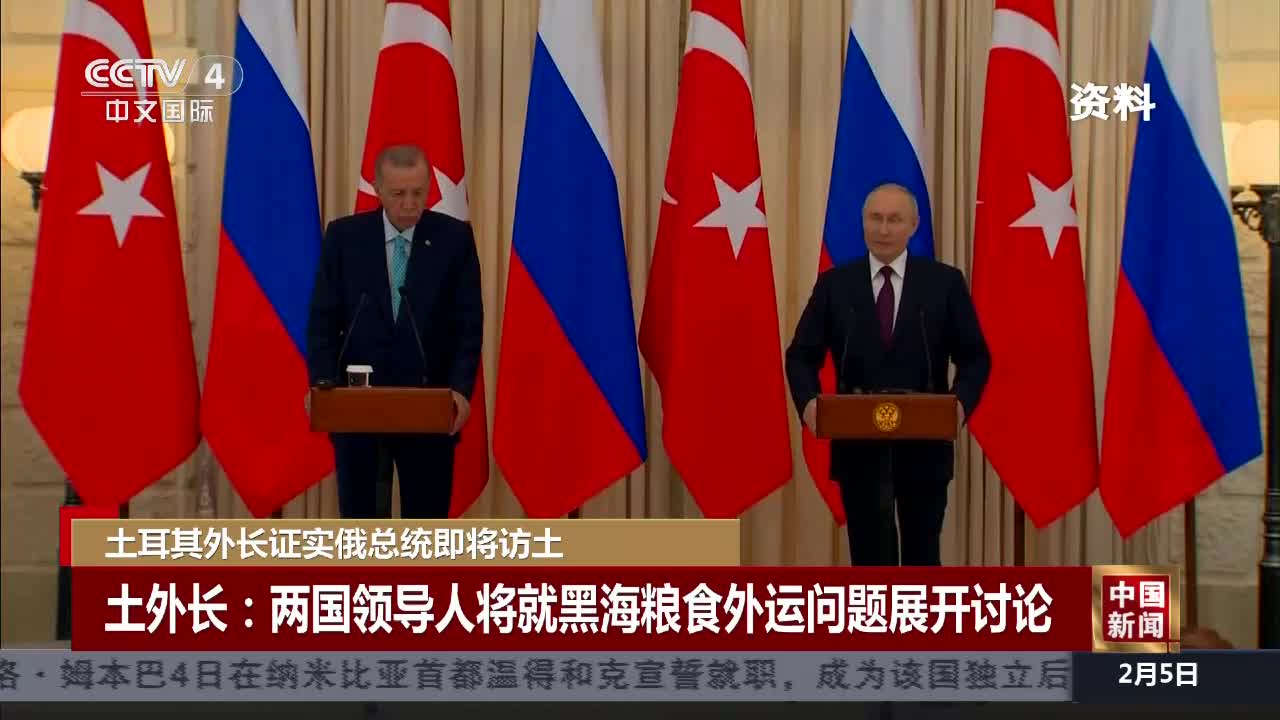 CCTV 4
中文国际
资料
土耳其外长证实俄总统即将访土
土外长：两国领导人将就黑海粮食外运问题展开讨论
中国
新闻
·姆本巴4日在纳米比亚首都温得和克宣誓就职，成为该国独立后
2月5日